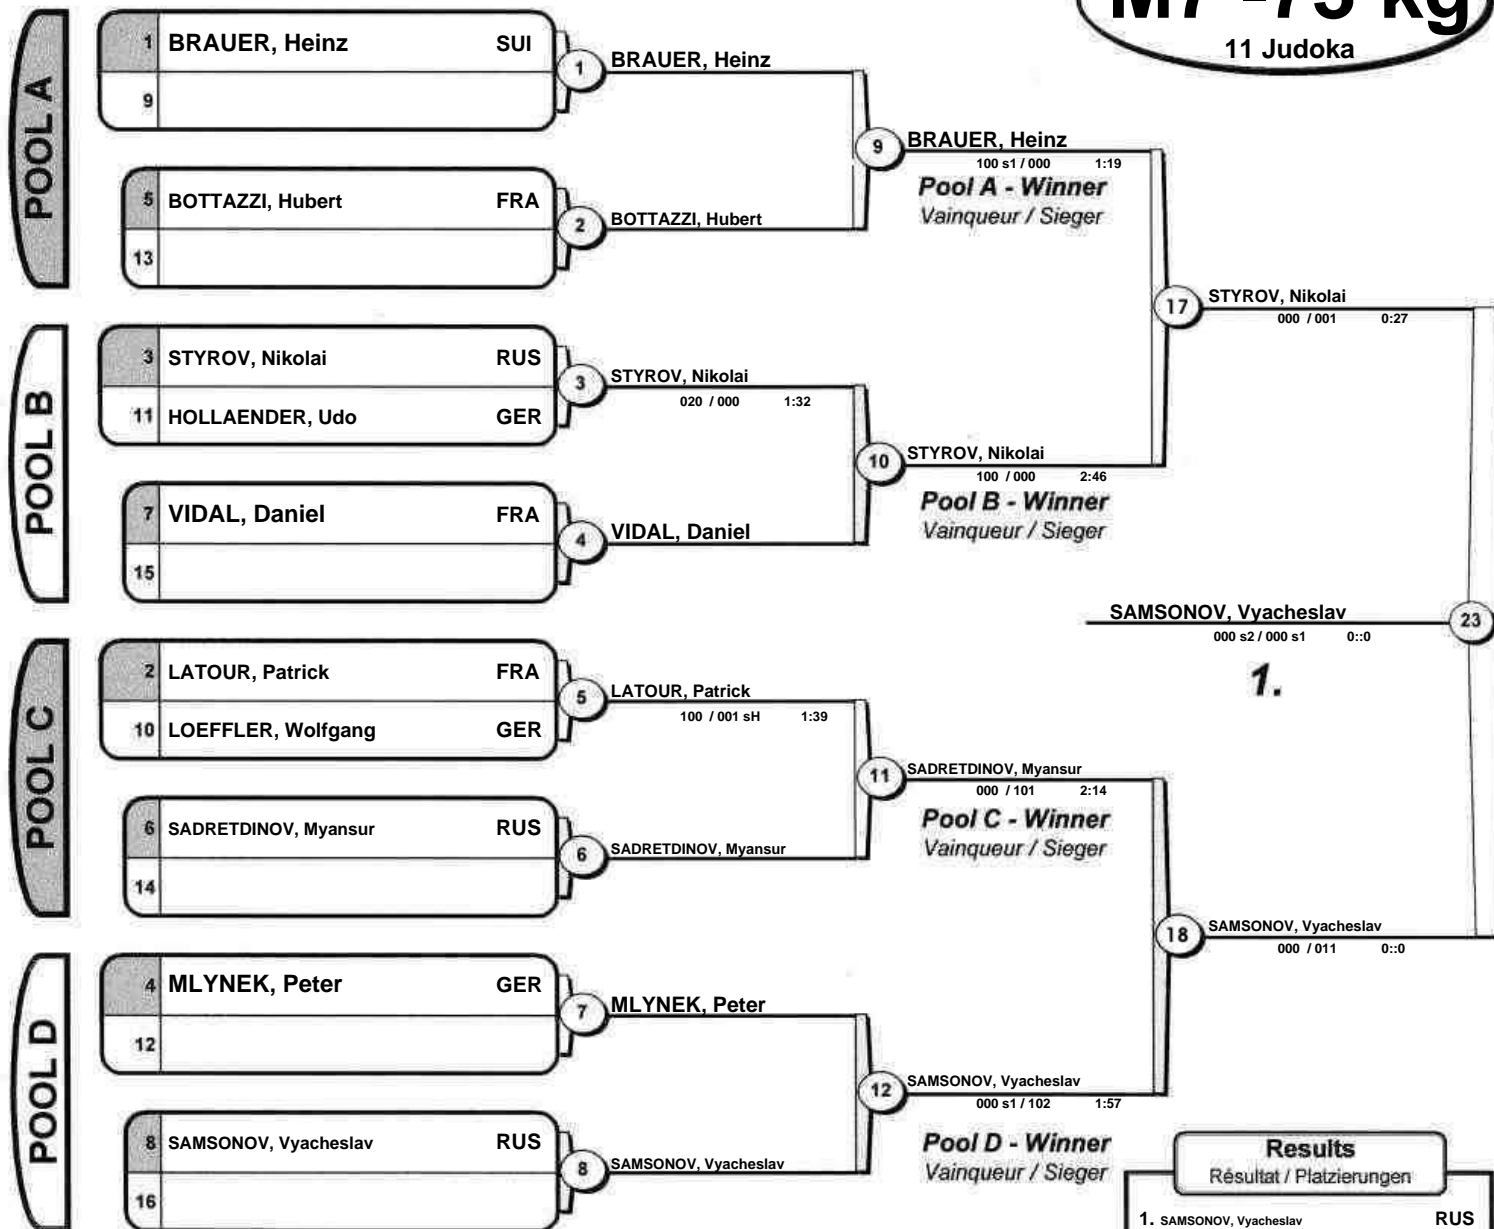 M7 -73 kg
11 Judoka
POOL A
1 BRAUER, Heinz SUI
9
5 BOTTAZZI, Hubert FRA
13
1 BRAUER, Heinz
2 BOTTAZZI, Hubert
9 BRAUER, Heinz
100 s1 / 000 1:19
Pool A - Winner
Vainqueur / Sieger
POOL B
3 STYROV, Nikolai RUS
11 HOLLAENDER, Udo GER
7 VIDAL, Daniel FRA
15
3 STYROV, Nikolai
020 / 000 1:32
4 VIDAL, Daniel
10 STYROV, Nikolai
100 / 000 2:46
Pool B - Winner
Vainqueur / Sieger
17 STYROV, Nikolai
000 / 001 0:27
SAMSONOV, Vyacheslav 23
000 s2 / 000 s1 0::0
1.
POOL C
2 LATOUR, Patrick FRA
10 LOEFFLER, Wolfgang GER
6 SADRETDINOV, Myansur RUS
14
5 LATOUR, Patrick
100 / 001 sH 1:39
6 SADRETDINOV, Myansur
11 SADRETDINOV, Myansur
000 / 101 2:14
Pool C - Winner
Vainqueur / Sieger
18 SAMSONOV, Vyacheslav
000 / 011 0::0
POOL D
4 MLYNEK, Peter GER
12
8 SAMSONOV, Vyacheslav RUS
16
7 MLYNEK, Peter
8 SAMSONOV, Vyacheslav
12 SAMSONOV, Vyacheslav
000 s1 / 102 1:57
Pool D - Winner
Vainqueur / Sieger
Results
Résultat / Platzierungen
1. SAMSONOV, Vyacheslav RUS